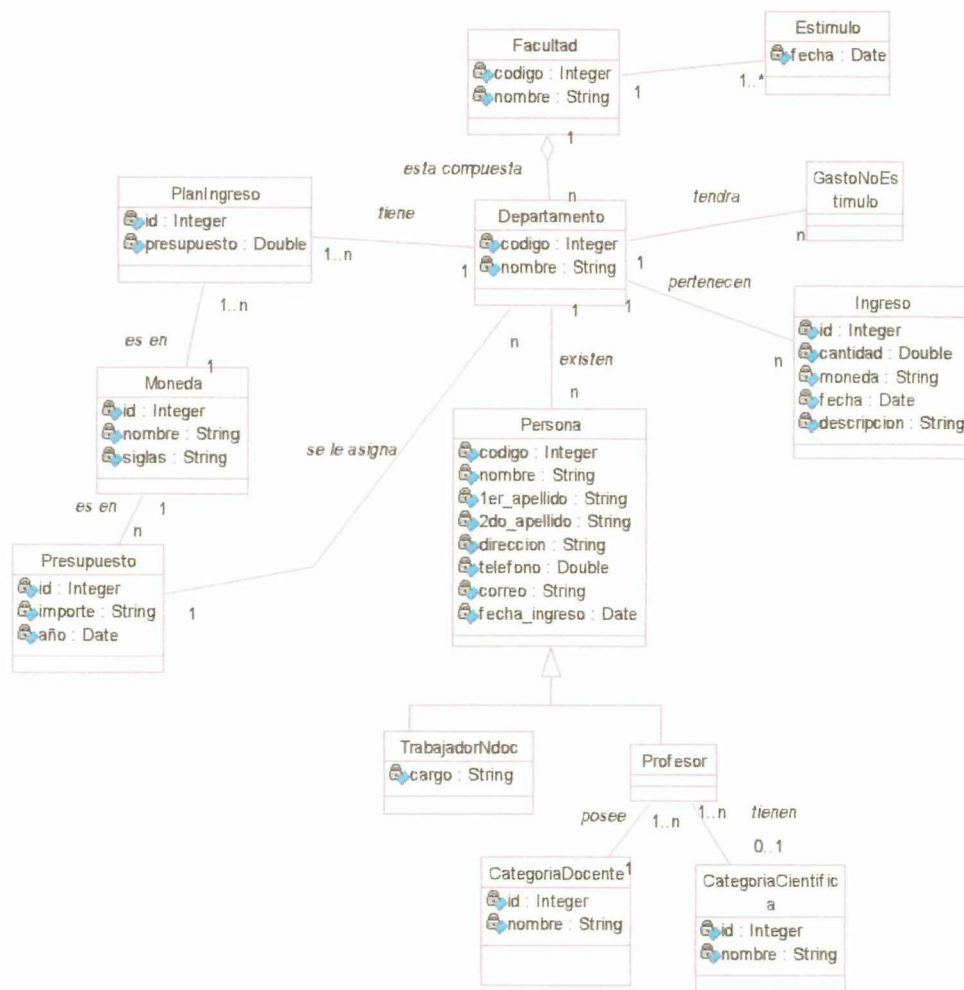 Estimulo
fecha : Date
Facultad
codigo : Integer
nombre : String
1
1..*
1
esta compuesta
n
PlanIngreso
id : Integer
presupuesto : Double
tiene
1..n
1
Departamento
codigo : Integer
nombre : String
tendra
1
n
GastoNoEs
timulo
pertenecen
1
n
Ingreso
id : Integer
cantidad : Double
moneda : String
fecha : Date
descripcion : String
1..n
es en
1
Moneda
id : Integer
nombre : String
siglas : String
n
1
existen
n
se le asigna
Persona
codigo : Integer
nombre : String
1er_apellido : String
2do_apellido : String
direccion : String
telefono : Double
correo : String
fecha_ingreso : Date
es en
1
n
Presupuesto
id : Integer
importe : String
año : Date
1
TrabajadorNdoc
cargo : String
Profesor
posee
1..n
1..n
tienen
1
0..1
CategoriaDocente
id : Integer
nombre : String
CategoriaCientific
a
id : Integer
nombre : String